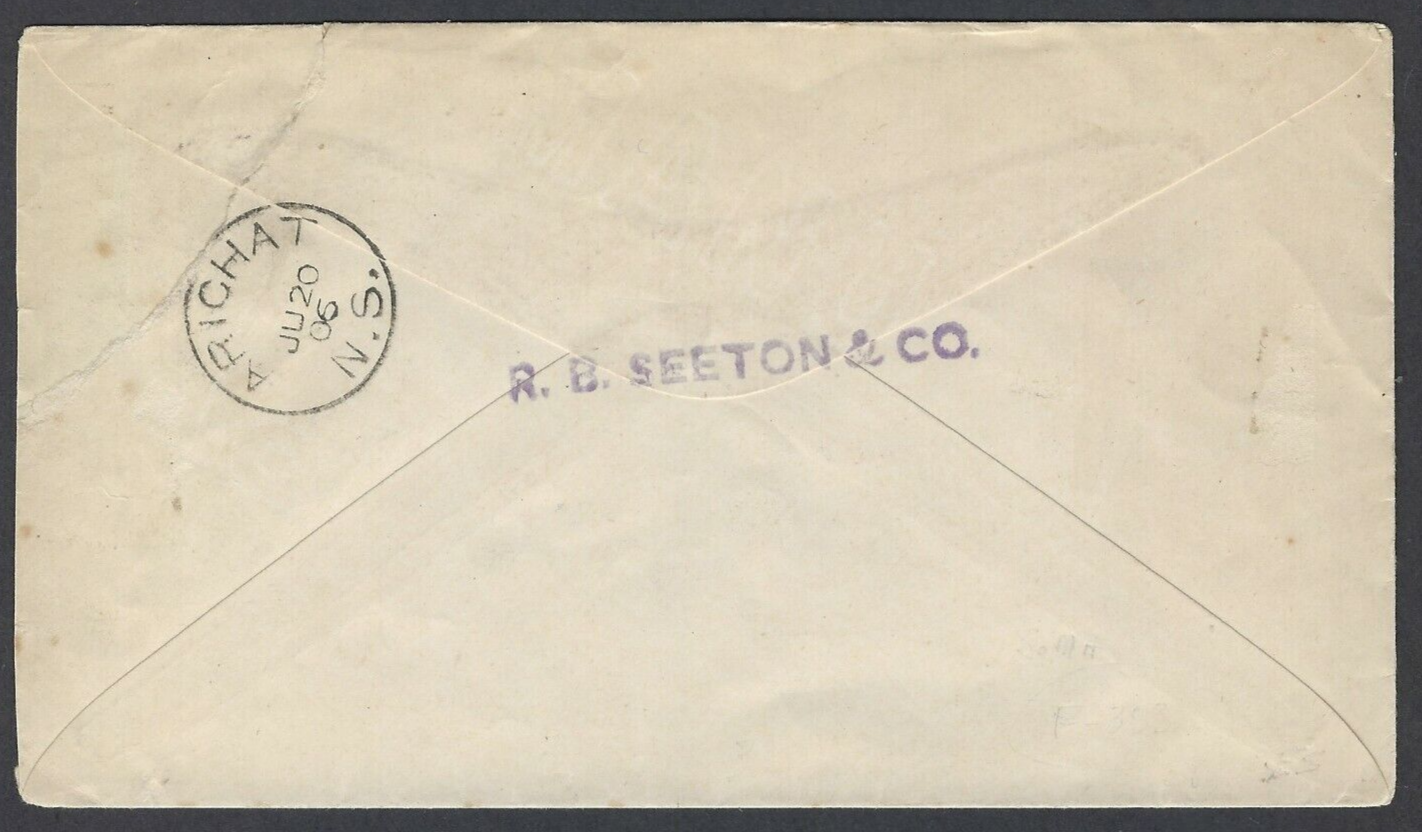 ARICHAT
JU 20
06
N.S.
R. B. SEETON & CO.